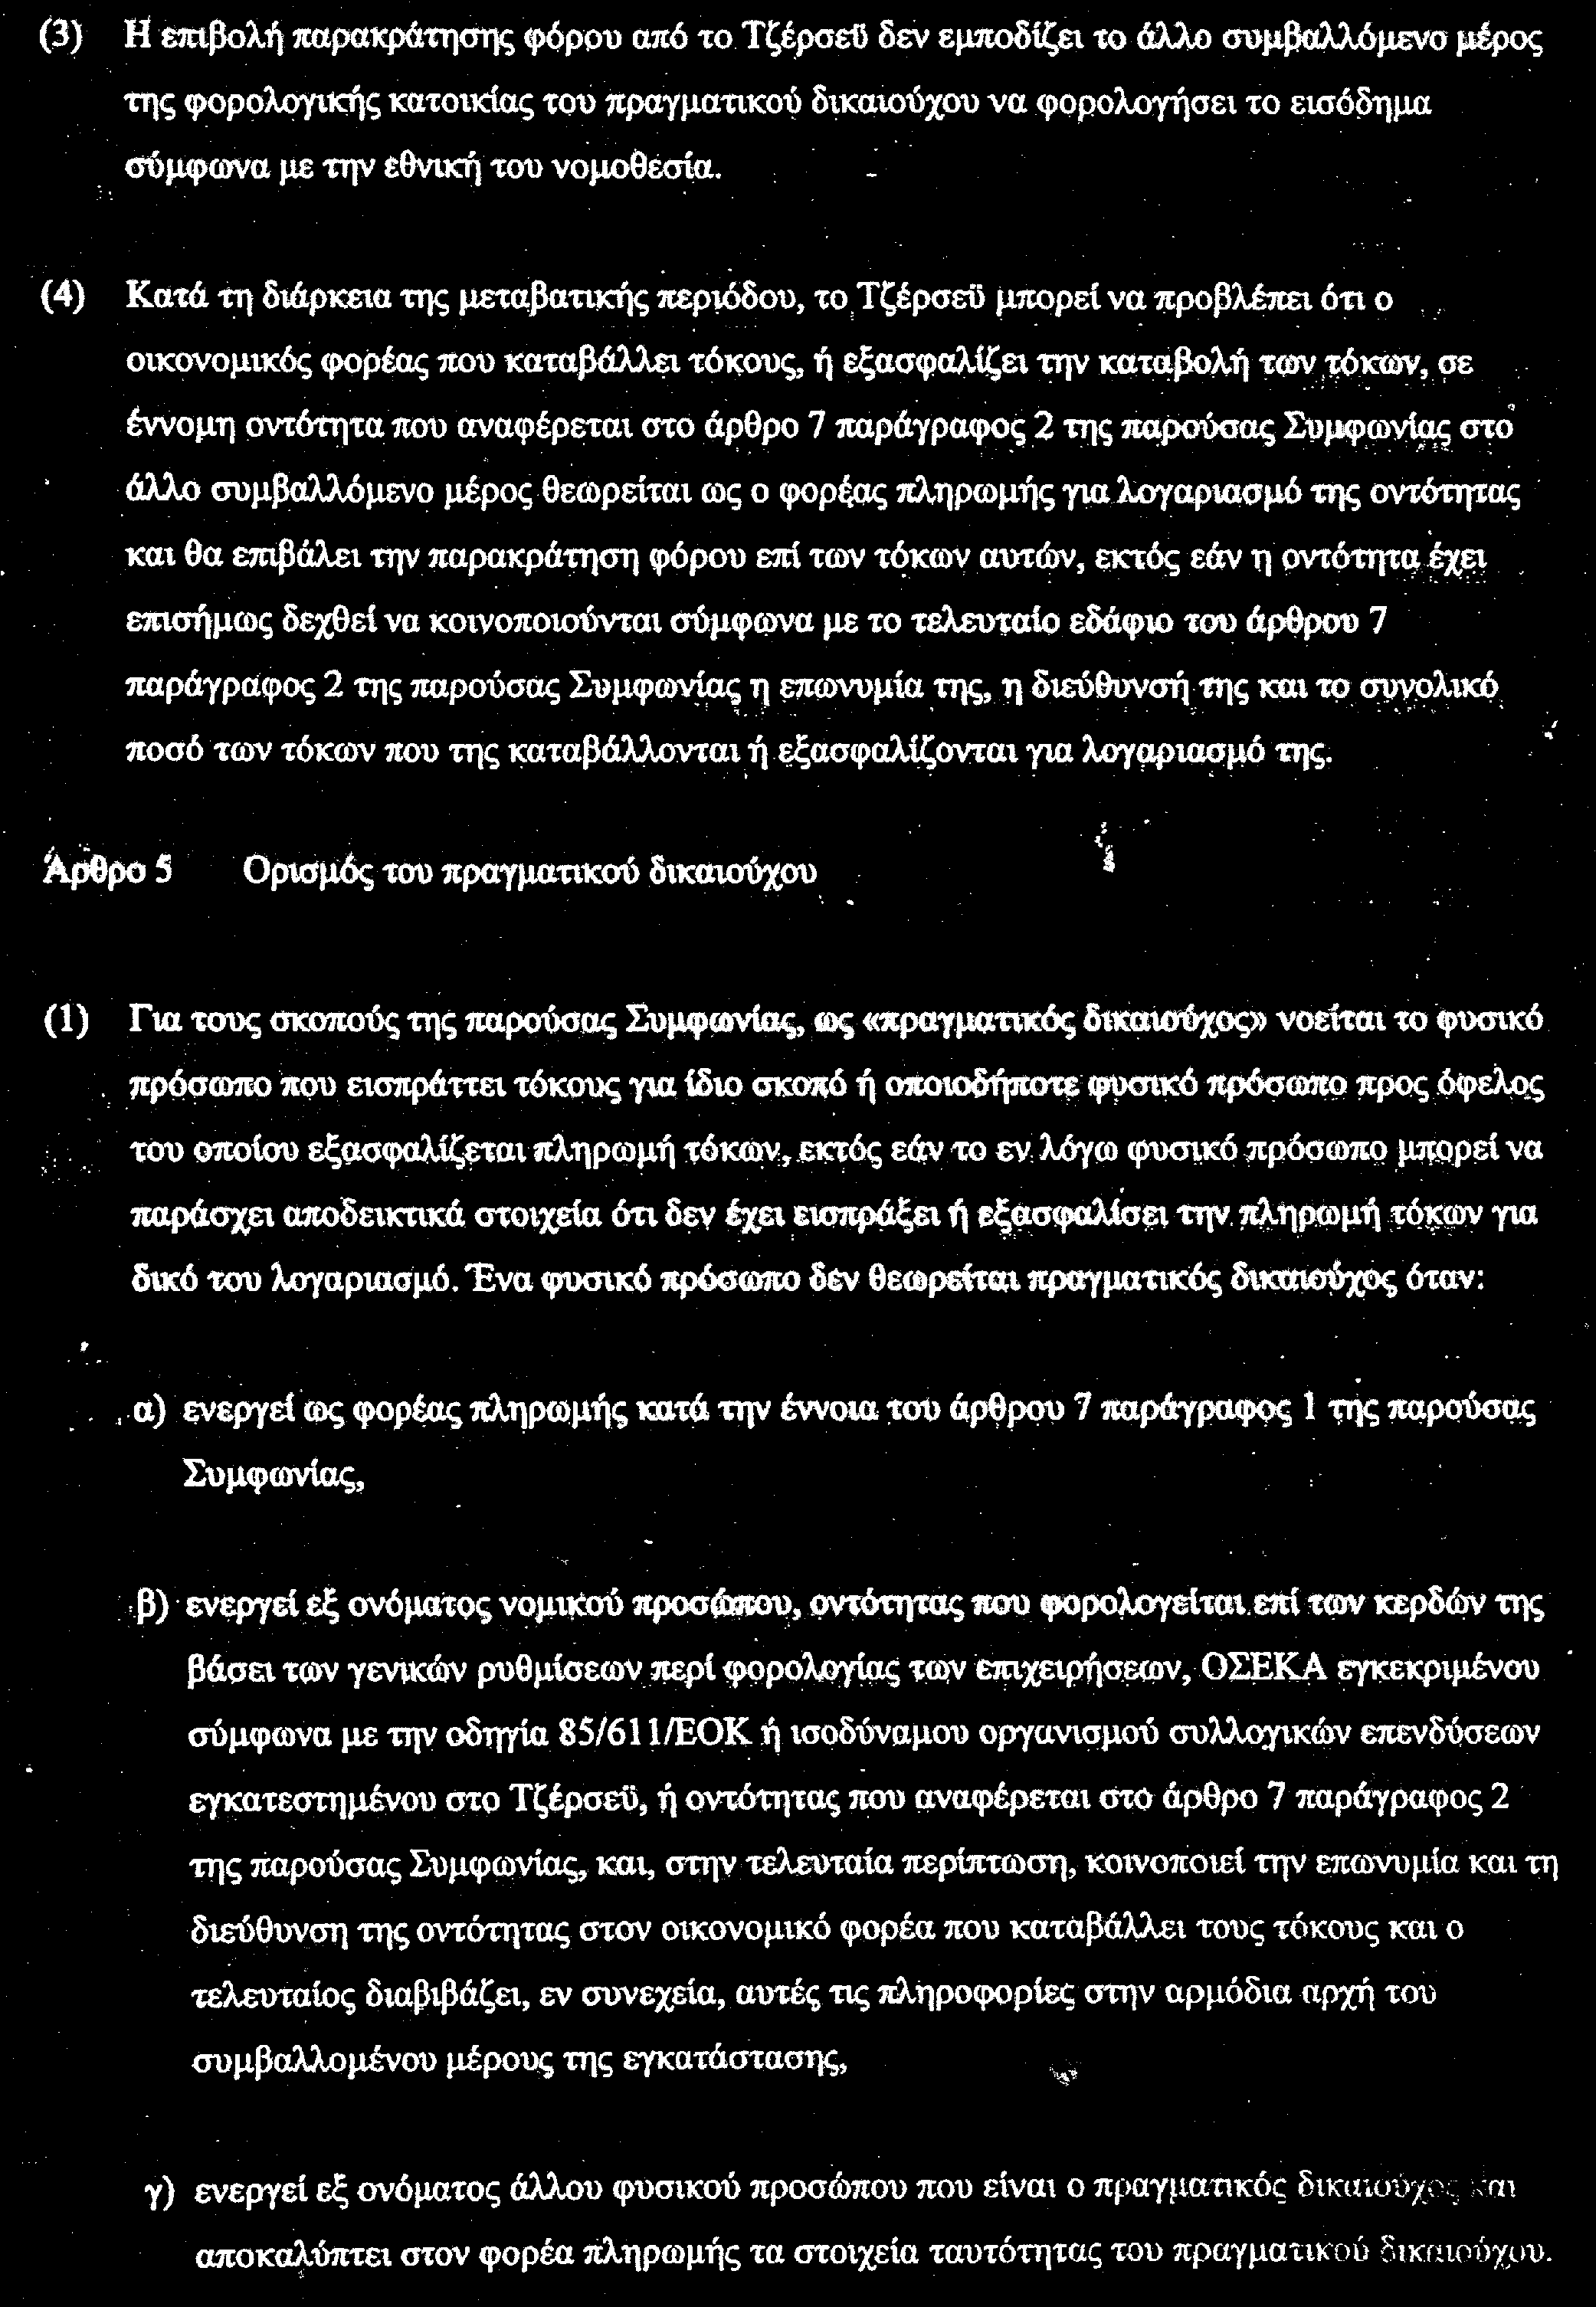 (3) Η επιβολή παρακράτησης φόρου από το Τζέρσεϋ δεν εμποδίζει το άλλο συμβαλλόμενο μέρος
της φορολογικής κατοικίας του πραγματικού δικαιούχου να φορολογήσει το εισόδημα
σύμφωνα με την εθνική του νομοθεσία.
(4) Κατά τη διάρκεια της μεταβατικής περιόδου, το Τζέρσεϋ μπορεί να προβλέπει ότι ο
οικονομικός φορέας που καταβάλλει τόκους, ή εξασφαλίζει την καταβολή των τόκων, σε
έννομη οντότητα που αναφέρεται στο άρθρο 7 παράγραφος 2 της παρούσας Συμφωνίας στο
άλλο συμβαλλόμενο μέρος θεωρείται ως ο φορέας πληρωμής για λογαριασμό της οντότητας
και θα επιβάλει την παρακράτηση φόρου επί των τόκων αυτών, εκτός εάν η οντότητα έχει
επισήμως δεχθεί να κοινοποιούνται σύμφωνα με το τελευταίο εδάφιο του άρθρου 7
παράγραφος 2 της παρούσας Συμφωνίας η επωνυμία της, η διεύθυνσή της και το συνολικό
ποσό των τόκων που της καταβάλλονται ή εξασφαλίζονται για λογαριασμό της.
Άρθρο 5 Ορισμός του πραγματικού δικαιούχου
(1) Για τους σκοπούς της παρούσας Συμφωνίας, ως «πραγματικός δικαιούχος» νοείται το φυσικό
πρόσωπο που εισπράττει τόκους για ίδιο σκοπό ή οποιοδήποτε φυσικό πρόσωπο προς όφελος
του οποίου εξασφαλίζεται πληρωμή τόκων, εκτός εάν το εν λόγω φυσικό πρόσωπο μπορεί να
παράσχει αποδεικτικά στοιχεία ότι δεν έχει εισπράξει ή εξασφαλίσει την πληρωμή τόκων για
δικό του λογαριασμό. Ένα φυσικό πρόσωπο δεν θεωρείται πραγματικός δικαιούχος όταν:
α) ενεργεί ως φορέας πληρωμής κατά την έννοια του άρθρου 7 παράγραφος 1 της παρούσας
Συμφωνίας,
β) ενεργεί εξ ονόματος νομικού προσώπου, οντότητας που φορολογείται επί των κερδών της
βάσει των γενικών ρυθμίσεων περί φορολογίας των επιχειρήσεων, ΟΣΕΚΑ εγκεκριμένου
σύμφωνα με την οδηγία 85/611/ΕΟΚ ή ισοδύναμου οργανισμού συλλογικών επενδύσεων
εγκατεστημένου στο Τζέρσεϋ, ή οντότητας που αναφέρεται στο άρθρο 7 παράγραφος 2
της παρούσας Συμφωνίας, και, στην τελευταία περίπτωση, κοινοποιεί την επωνυμία και τη
διεύθυνση της οντότητας στον οικονομικό φορέα που καταβάλλει τους τόκους και ο
τελευταίος διαβιβάζει, εν συνεχεία, αυτές τις πληροφορίες στην αρμόδια αρχή του
συμβαλλομένου μέρους της εγκατάστασης,
γ) ενεργεί εξ ονόματος άλλου φυσικού προσώπου που είναι ο πραγματικός δικαιούχος και
αποκαλύπτει στον φορέα πληρωμής τα στοιχεία ταυτότητας του πραγματικού δικαιούχου.